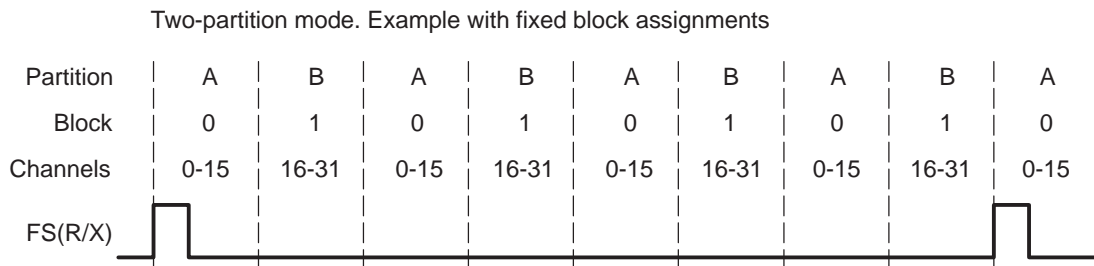 Two-partition mode. Example with fixed block assignments
Partition A B A B A B A B A
Block 0 1 0 1 0 1 0 1 0
Channels 0-15 16-31 0-15 16-31 0-15 16-31 0-15 16-31 0-15
FS(R/X)